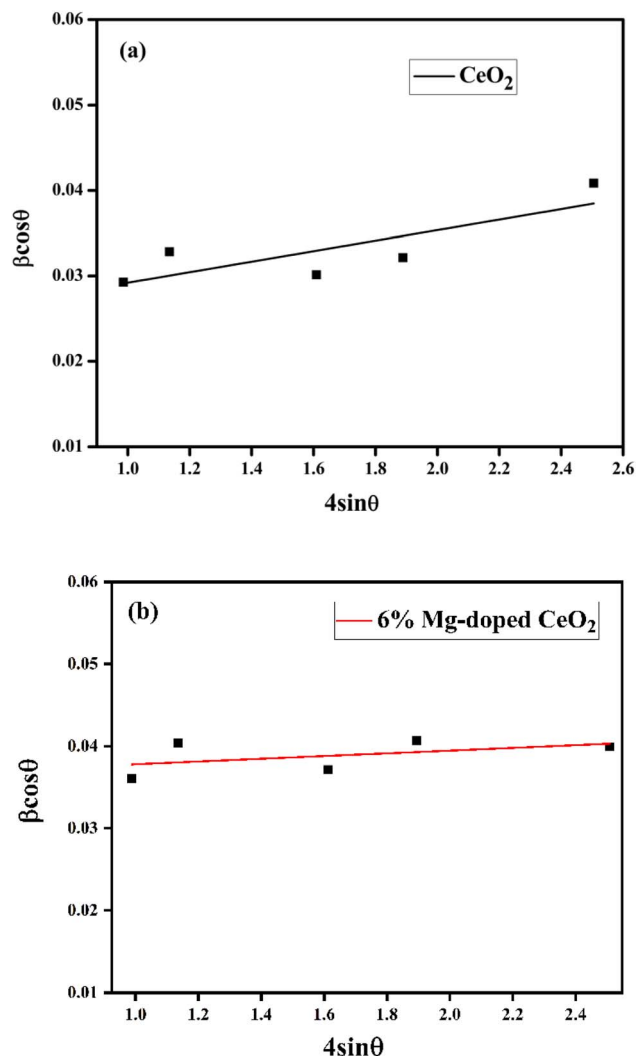 (a)
CeO₂
0.06
0.05
0.04
0.03
0.02
0.01
βcosθ
1.0 1.2 1.4 1.6 1.8 2.0 2.2 2.4 2.6
4sinθ
(b)
6% Mg-doped CeO₂
0.06
0.05
0.04
0.03
0.02
0.01
βcosθ
1.0 1.2 1.4 1.6 1.8 2.0 2.2 2.4
4sinθ